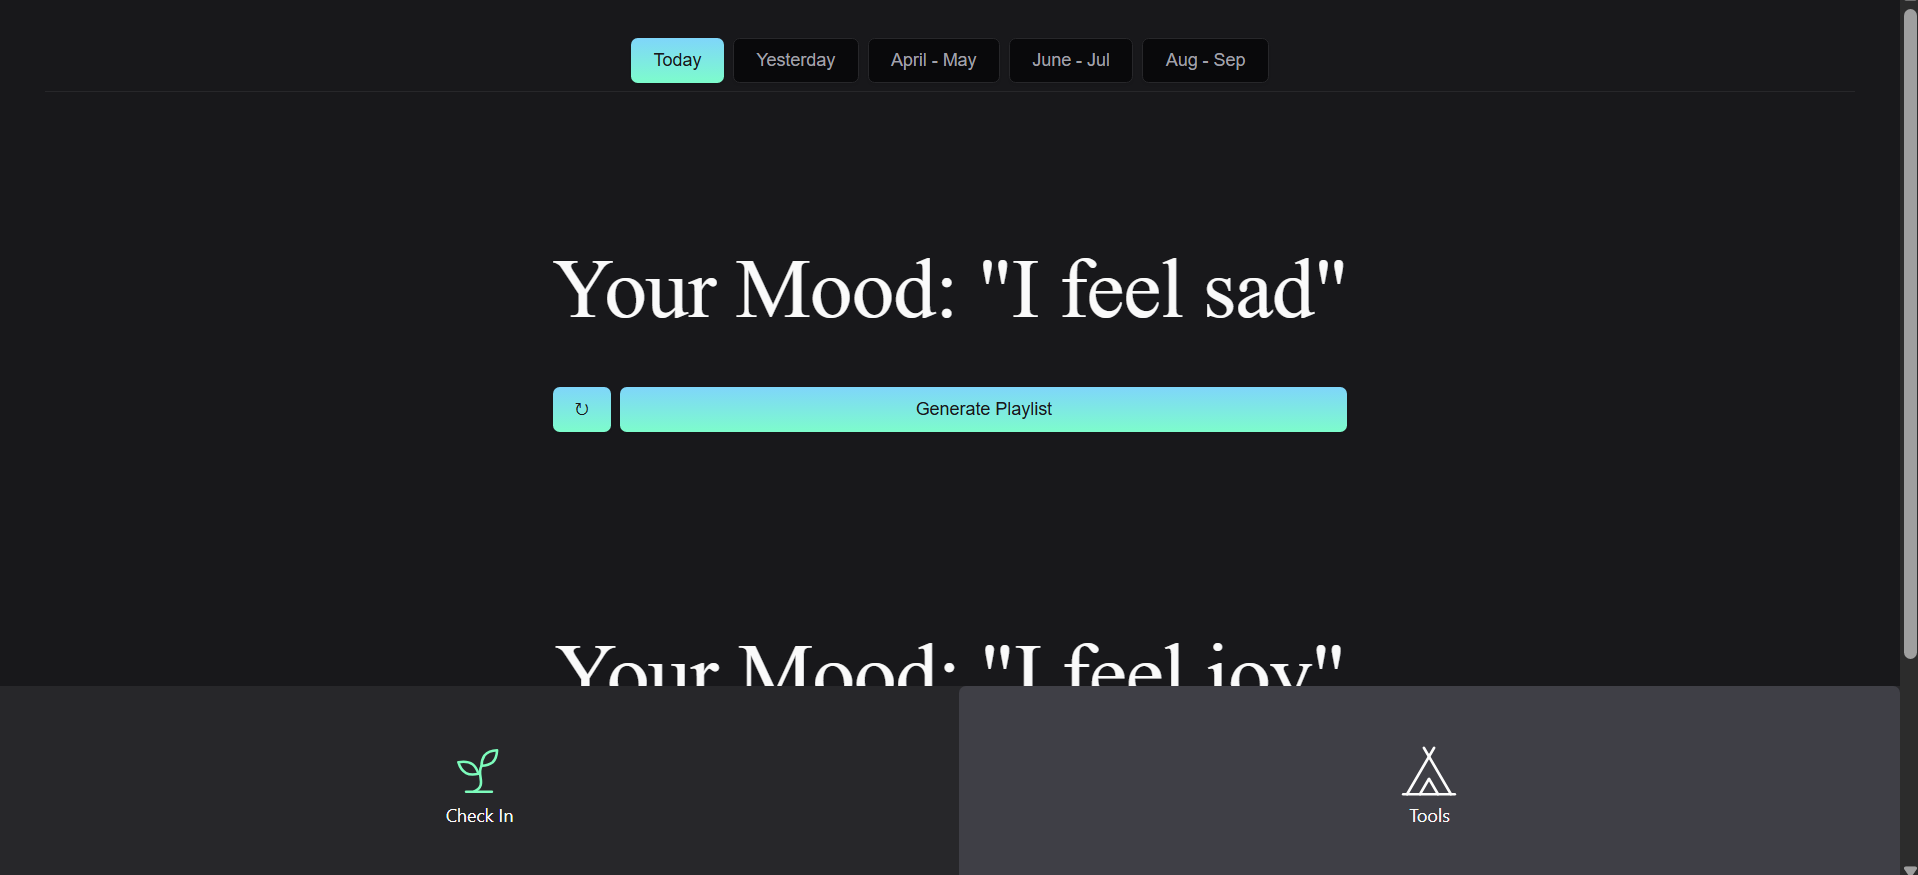 Today Yesterday April - May June - Jul Aug - Sep
Your Mood: "I feel sad"
↻ Generate Playlist
Your Mood: "I feel joy"
Check In
Tools